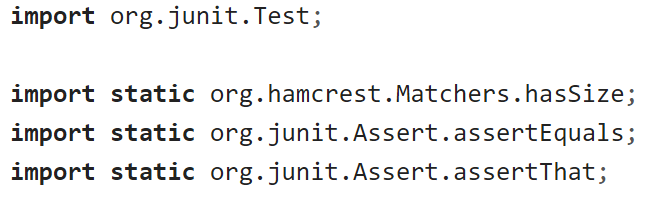 import org.junit.Test;
import static org.hamcrest.Matchers.hasSize;
import static org.junit.Assert.assertEquals;
import static org.junit.Assert.assertThat;